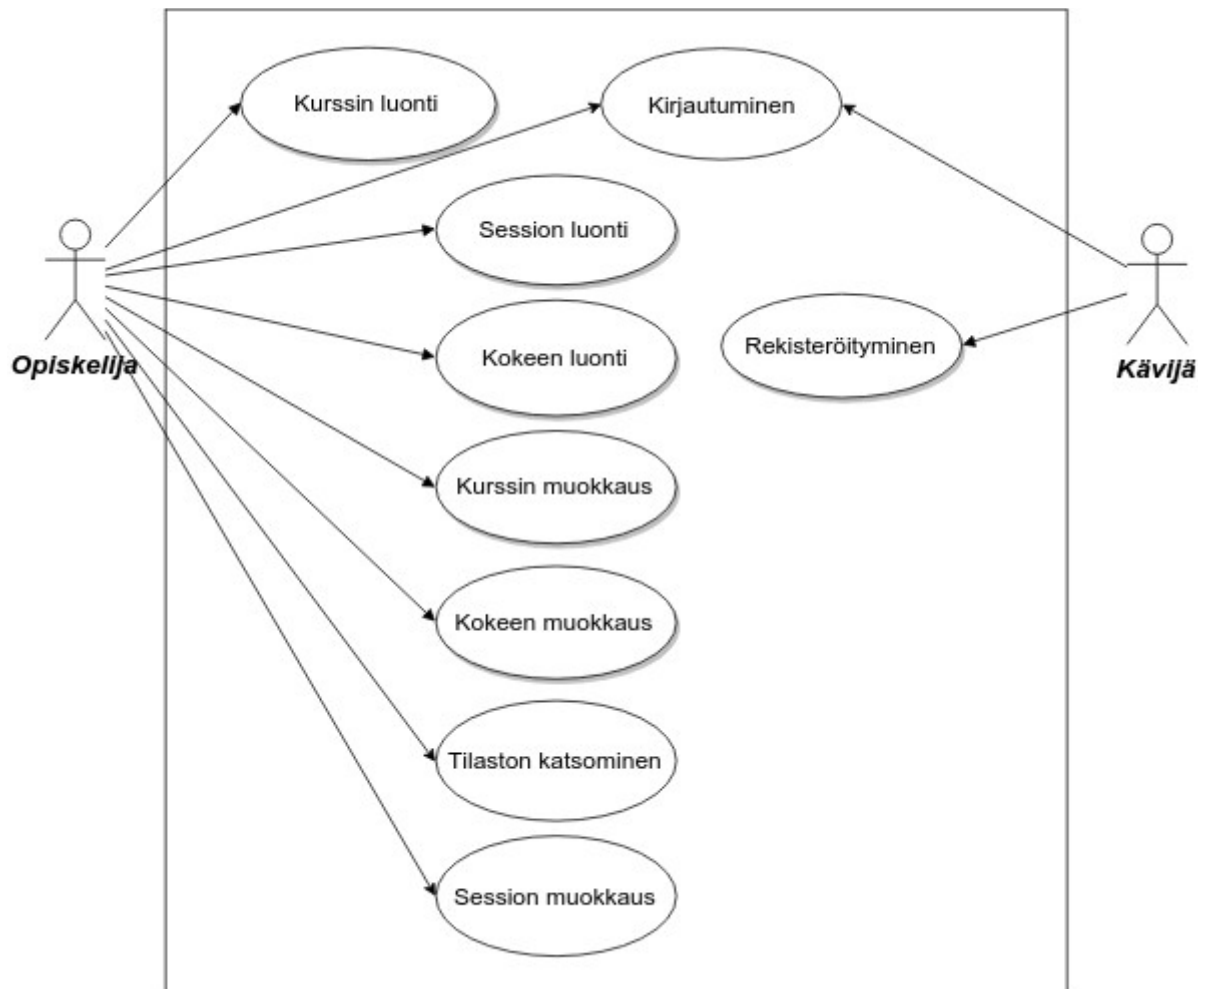 Kurssin luonti
Kirjautuminen
Session luonti
Opiskelija
Kokeen luonti
Rekisteröityminen
Kävijä
Kurssin muokkaus
Kokeen muokkaus
Tilaston katsominen
Session muokkaus